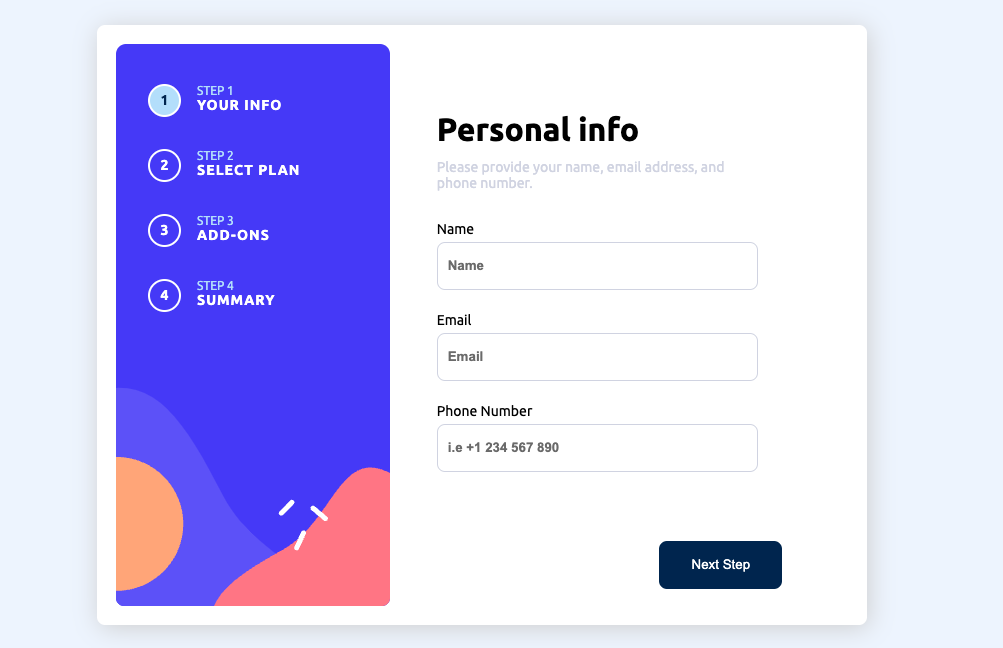 1
STEP 1
YOUR INFO
2
STEP 2
SELECT PLAN
3
STEP 3
ADD-ONS
4
STEP 4
SUMMARY
Personal info
Please provide your name, email address, and
phone number.
Name
Name
Email
Email
Phone Number
i.e +1 234 567 890
Next Step